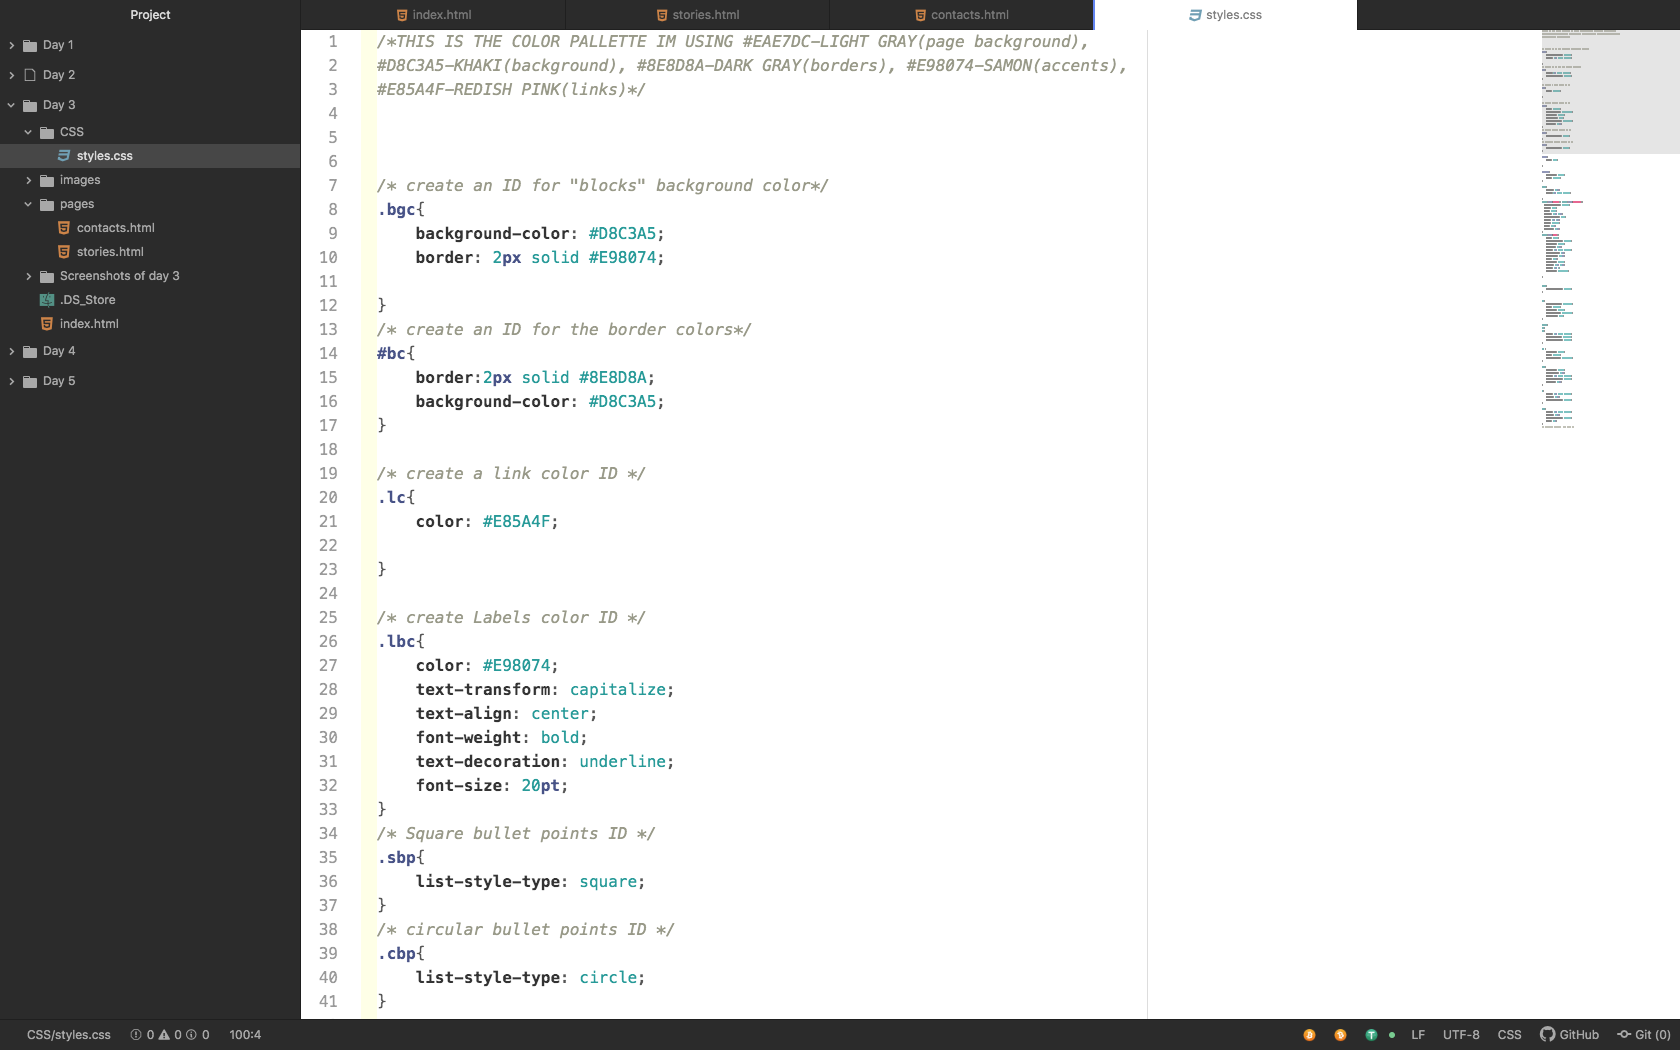 Project
index.html
stories.html
contacts.html
styles.css
Day 1
Day 2
Day 3
CSS
styles.css
images
pages
contacts.html
stories.html
Screenshots of day 3
.DS_Store
index.html
Day 4
Day 5
1 /*THIS IS THE COLOR PALLETTE IM USING #EAE7DC-LIGHT GRAY(page background),
2 #D8C3A5-KHAKI(background), #8E8D8A-DARK GRAY(borders), #E98074-SAMON(accents),
3 #E85A4F-REDISH PINK(links)*/
4
5
6
7 /* create an ID for "blocks" background color*/
8 .bgc{
9     background-color: #D8C3A5;
10     border: 2px solid #E98074;
11
12 }
13 /* create an ID for the border colors*/
14 #bc{
15     border:2px solid #8E8D8A;
16     background-color: #D8C3A5;
17 }
18
19 /* create a link color ID */
20 .lc{
21     color: #E85A4F;
22
23 }
24
25 /* create Labels color ID */
26 .lbc{
27     color: #E98074;
28     text-transform: capitalize;
29     text-align: center;
30     font-weight: bold;
31     text-decoration: underline;
32     font-size: 20pt;
33 }
34 /* Square bullet points ID */
35 .sbp{
36     list-style-type: square;
37 }
38 /* circular bullet points ID */
39 .cbp{
40     list-style-type: circle;
41 }
CSS/styles.css 0 0 0 100:4 LF UTF-8 CSS GitHub Git (0)